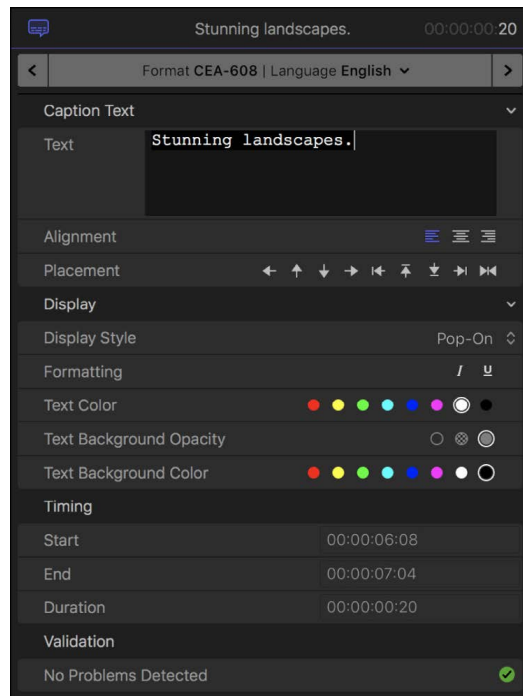 Stunning landscapes. 00:00:00:20
Format CEA-608 | Language English
Caption Text
Text Stunning landscapes.
Alignment
Placement
Display
Display Style Pop-On
Formatting I U
Text Color
Text Background Opacity
Text Background Color
Timing
Start 00:00:06:08
End 00:00:07:04
Duration 00:00:00:20
Validation
No Problems Detected